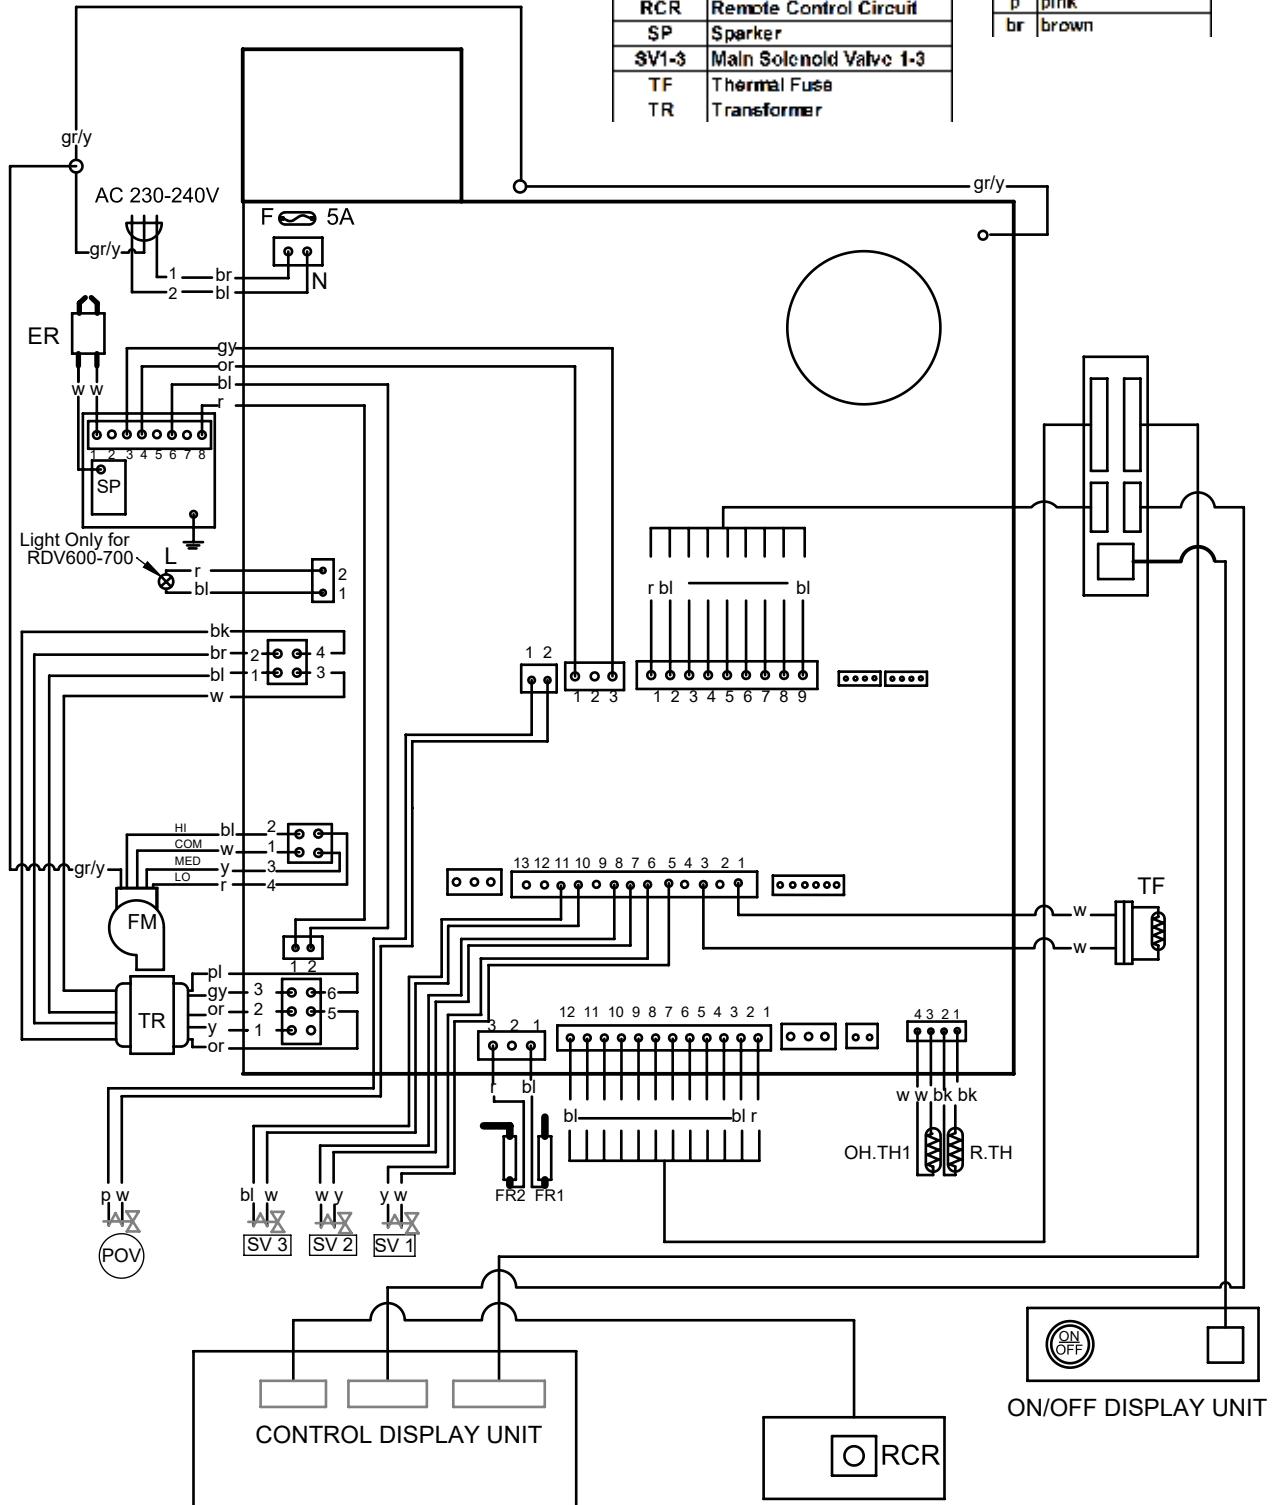 RCR Remote Control Circuit
SP Sparker
SV1-3 Main Solenoid Valve 1-3
TF Thermal Fuse
TR Transformer
p pink
br brown
gr/y
gr/y
AC 230-240V
F 5A
gr/y
1 br
2 bl
N
ER
w w
gy
or
bl
r
1 2 3 4 5 6 7 8
SP
Light Only for
RDV600-700
L
r 2
bl 1
r bl bl
bk
br 2 4
bl 1 3
w
1 2
1 2 3
1 2 3 4 5 6 7 8 9
HI bl 2
COM w 1
MED y 3
LO r 4
gr/y
FM
13 12 11 10 9 8 7 6 5 4 3 2 1
TF
w
w
1 2
pl
gy 3 6
or 2 5
y 1
or
TR
3 2 1
12 11 10 9 8 7 6 5 4 3 2 1
4 3 2 1
r bl
bl bl r
w w bk bk
OH.TH1 R.TH
FR2 FR1
p w
bl w
w y
y w
POV
SV 3
SV 2
SV 1
ON
OFF
ON/OFF DISPLAY UNIT
CONTROL DISPLAY UNIT
RCR